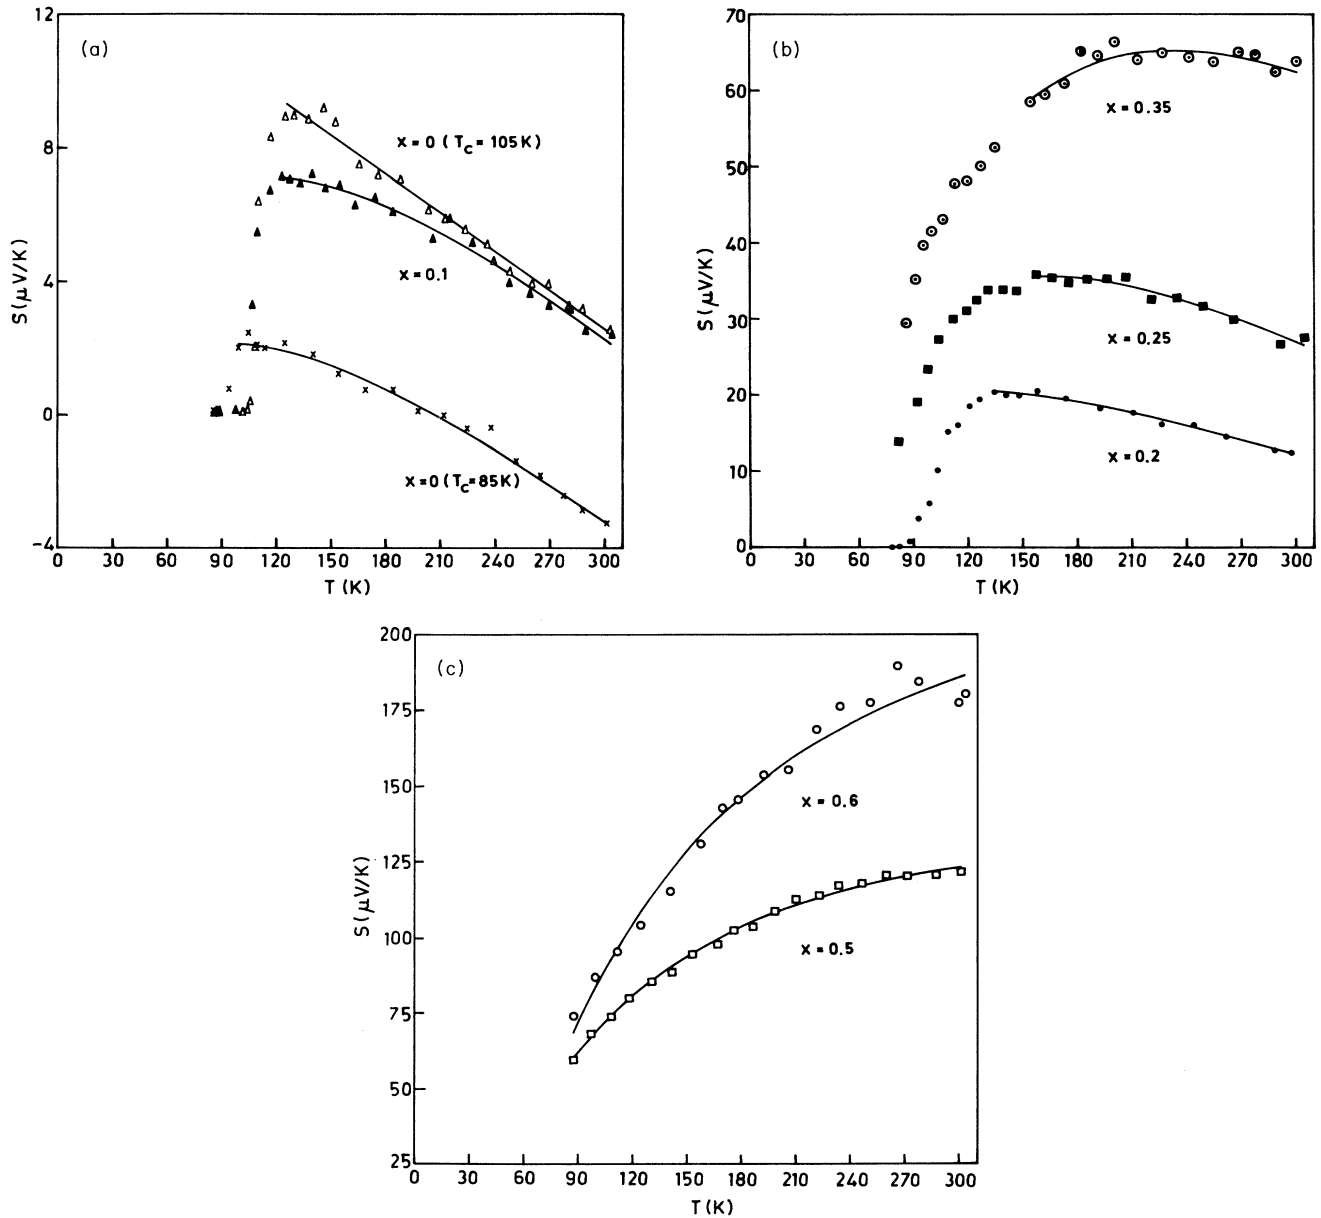 (a)
12
8
4
0
-4
S(μV/K)
x = 0 (Tc = 105K)
x = 0.1
x = 0 (Tc = 85K)
0 30 60 90 120 150 180 210 240 270 300
T (K)
(b)
70
60
50
40
30
20
10
0
S(μV/K)
x = 0.35
x = 0.25
x = 0.2
0 30 60 90 120 150 180 210 240 270 300
T (K)
(c)
200
175
150
125
100
75
50
25
S(μV/K)
x = 0.6
x = 0.5
0 30 60 90 120 150 180 210 240 270 300
T (K)